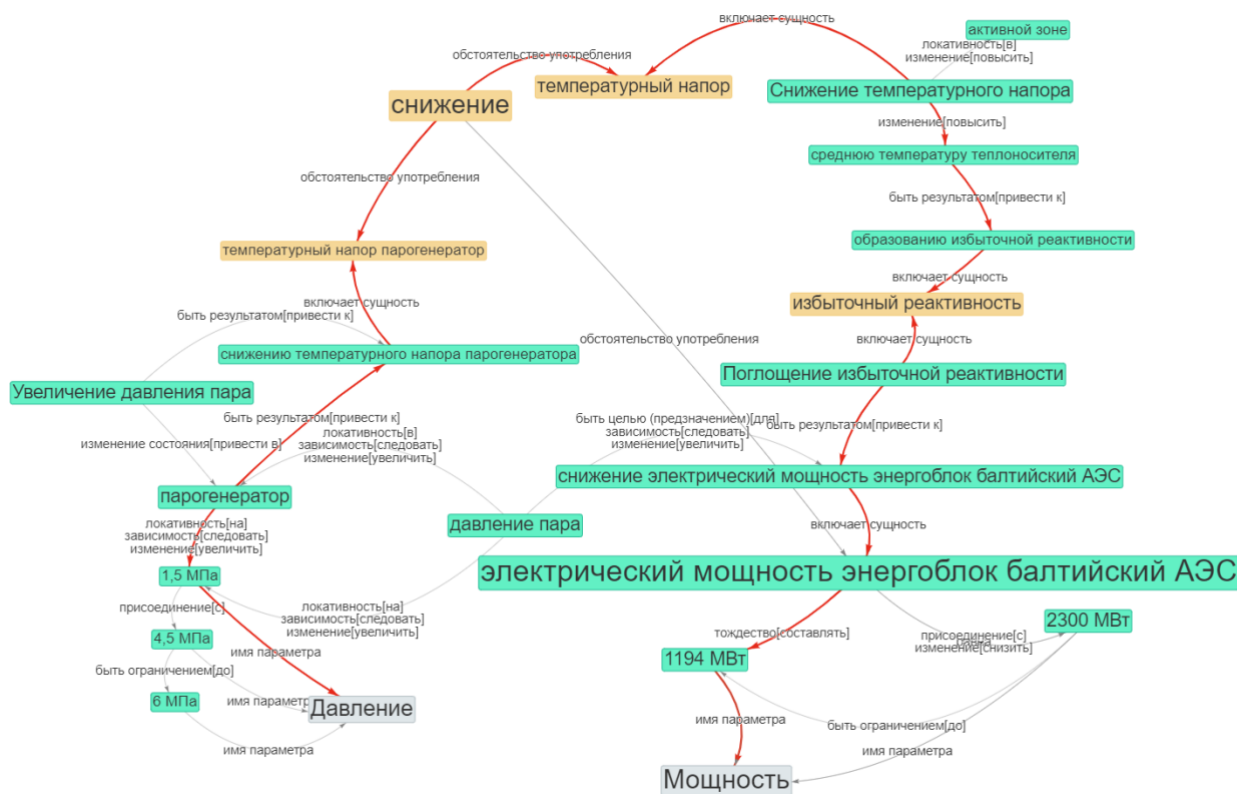 включает сущность
активной зоне
локативность[в]
изменение[повысить]
обстоятельство употребления
температурный напор
Снижение температурного напора
снижение
изменение[повысить]
среднюю температуру теплоносителя
обстоятельство употребления
быть результатом[привести к]
температурный напор парогенератор
образованию избыточной реактивности
включает сущность
включает сущность
избыточный реактивность
быть результатом[привести к]
обстоятельство употребления
включает сущность
снижению температурного напора парогенератора
Поглощение избыточной реактивности
Увеличение давления пара
быть результатом[привести к]
быть целью (предзначением)[для]
быть результатом[привести к]
локативность[в]
зависимость[следовать]
изменение[увеличить]
зависимость[следовать]
изменение[увеличить]
изменение состояния[привести в]
снижение электрический мощность энергоблок балтийский АЭС
парогенератор
давление пара
включает сущность
локативность[на]
зависимость[следовать]
изменение[увеличить]
электрический мощность энергоблок балтийский АЭС
1,5 МПа
присоединение[с]
локативность[на]
зависимость[следовать]
изменение[увеличить]
2300 МВт
тождество[составлять]
присоединение[с]
изменение[снизить]
4,5 МПа
имя параметра
1194 МВт
быть ограничением[до]
6 МПа
имя параметра
Давление
имя параметра
быть ограничением[до]
имя параметра
имя параметра
Мощность